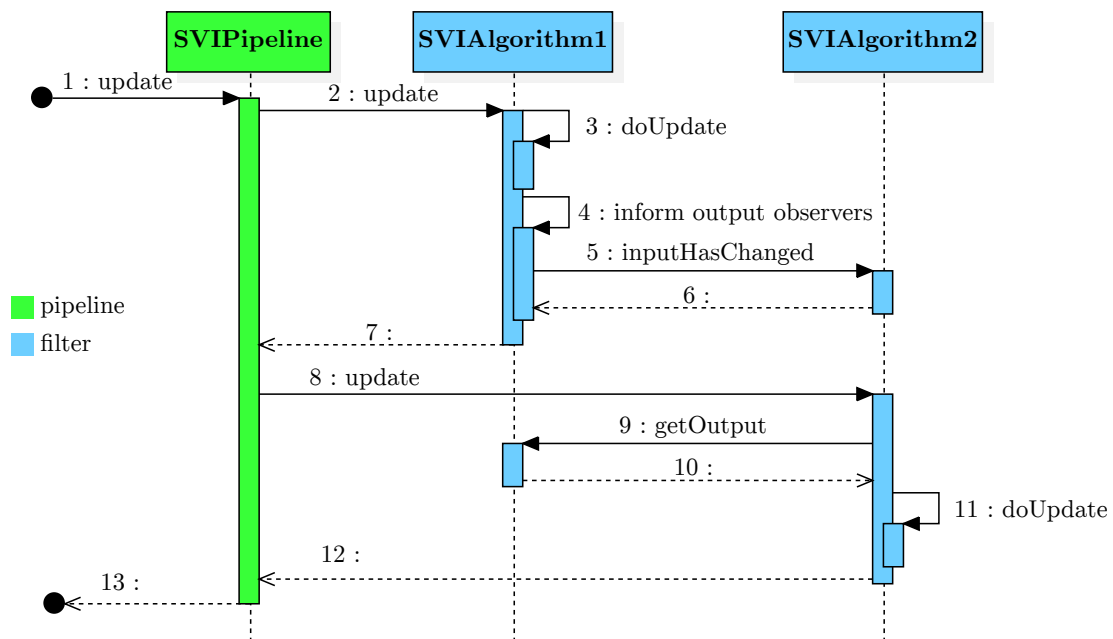 SVIPipeline
SVIAlgorithm1
SVIAlgorithm2
1 : update
2 : update
3 : doUpdate
4 : inform output observers
5 : inputHasChanged
6 :
pipeline
filter
7 :
8 : update
9 : getOutput
10 :
11 : doUpdate
12 :
13 :